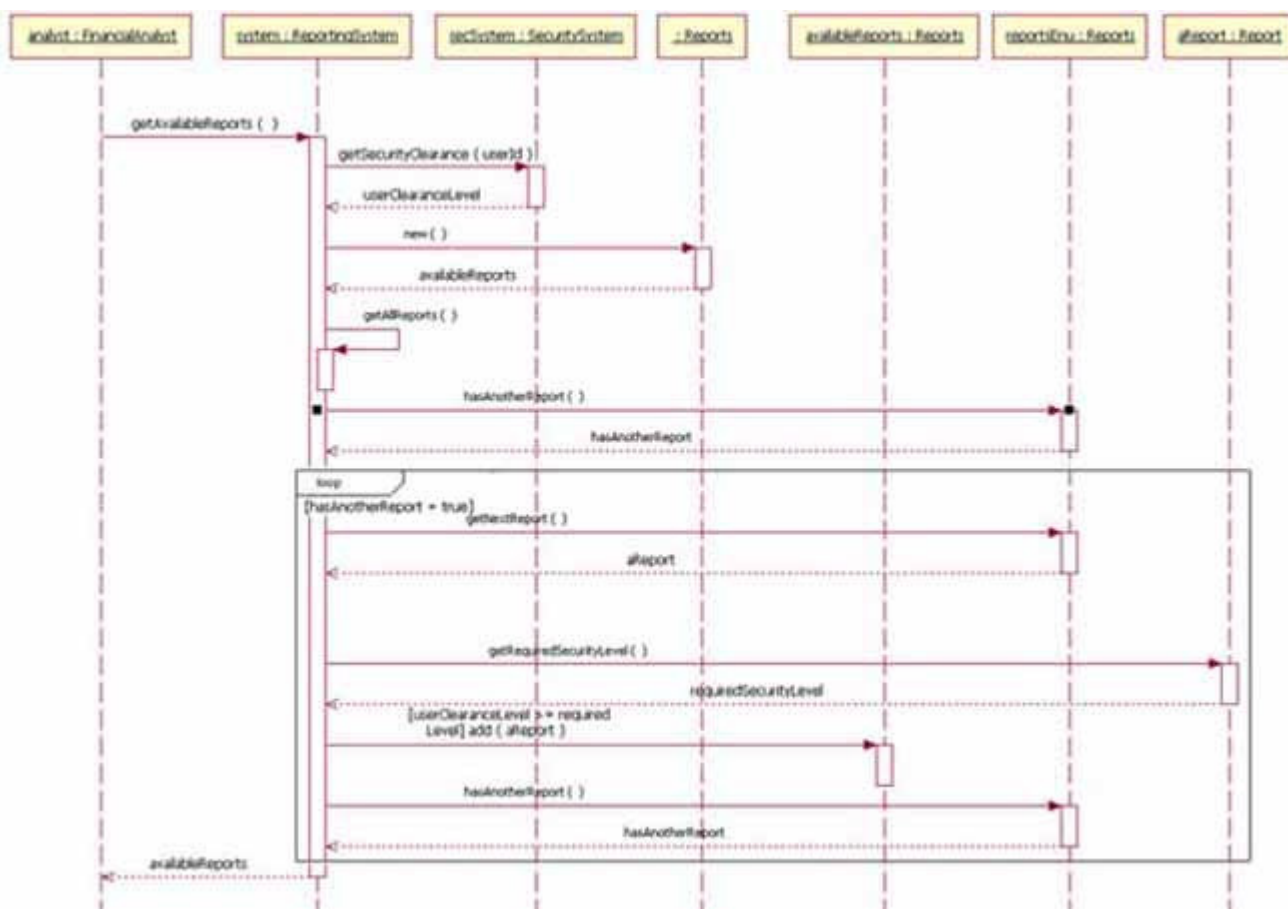 analyst : FinancialAnalyst
system : ReportingSystem
secSystem : SecuritySystem
: Reports
availableReports : Reports
reportsEnu : Reports
aReport : Report
getAvailableReports ( )
getSecurityClearance ( userId )
userClearanceLevel
new ( )
availableReports
getAllReports ( )
hasAnotherReport ( )
hasAnotherReport
loop
[hasAnotherReport = true]
getNextReport ( )
aReport
getRequiredSecurityLevel ( )
requiredSecurityLevel
[userClearanceLevel >= required
Level] add ( aReport )
hasAnotherReport ( )
hasAnotherReport
availableReports